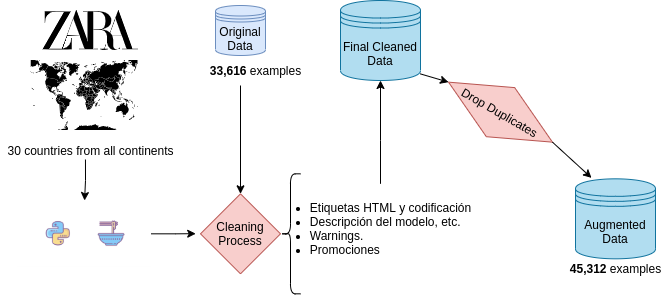 ZARA
30 countries from all continents
Original
Data
33,616 examples
Cleaning
Process
Etiquetas HTML y codificación
Descripción del modelo, etc.
Warnings.
Promociones
Final Cleaned
Data
Drop Duplicates
Augmented
Data
45,312 examples